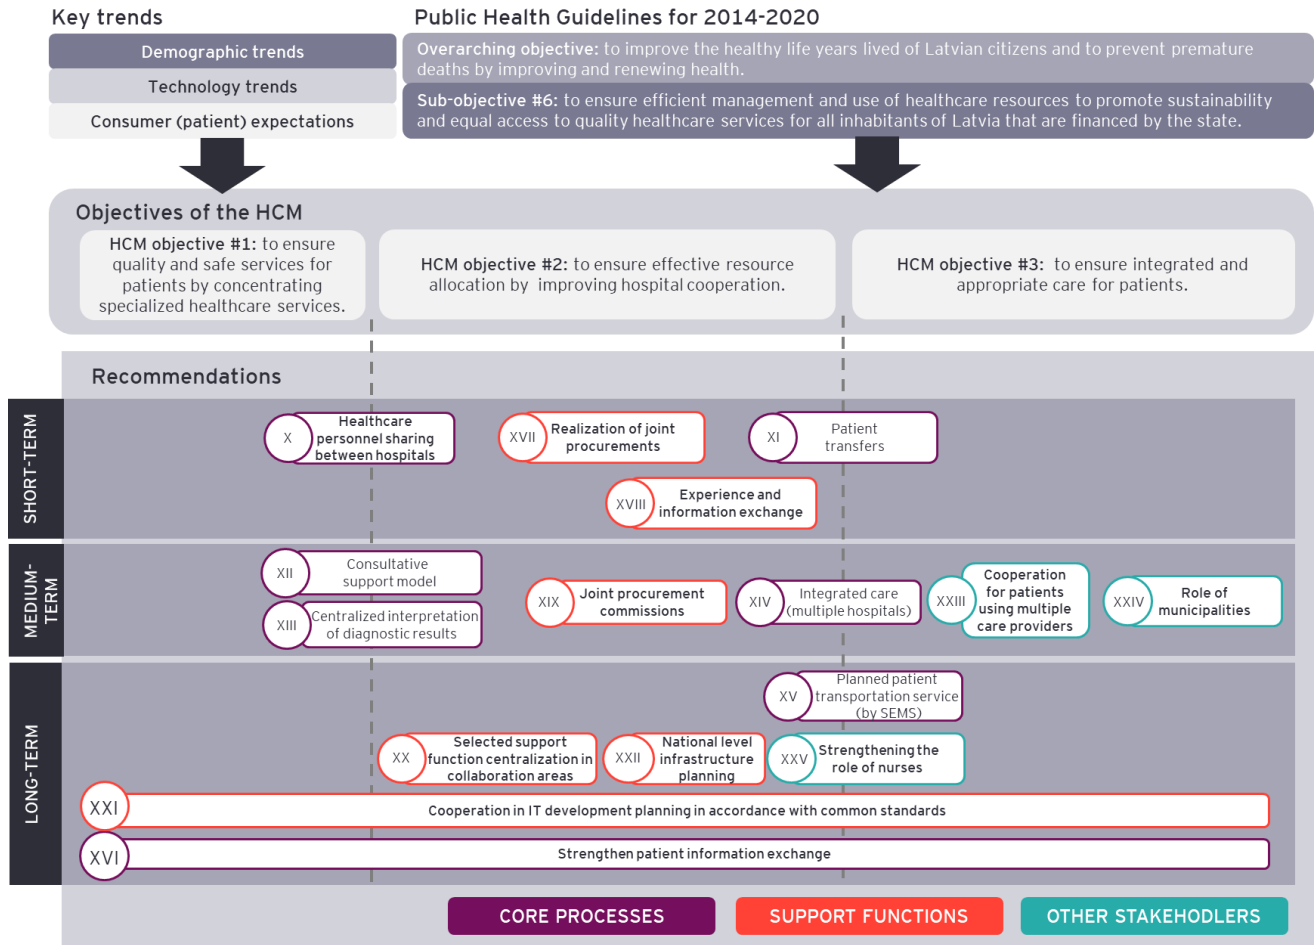 Key trends
Demographic trends
Technology trends
Consumer (patient) expectations
Public Health Guidelines for 2014-2020
Overarching objective: to improve the healthy life years lived of Latvian citizens and to prevent premature
deaths by improving and renewing health.
Sub-objective #6: to ensure efficient management and use of healthcare resources to promote sustainability
and equal access to quality healthcare services for all inhabitants of Latvia that are financed by the state.
Objectives of the HCM
HCM objective #1: to ensure
quality and safe services for
patients by concentrating
specialized healthcare services.
HCM objective #2: to ensure effective resource
allocation by improving hospital cooperation.
HCM objective #3: to ensure integrated and
appropriate care for patients.
Recommendations
SHORT-TERM
X
Healthcare
personnel sharing
between hospitals
XVII
Realization of joint
procurements
XI
Patient
transfers
XVIII
Experience and
information exchange
MEDIUM-
TERM
XII
Consultative
support model
XIII
Centralized interpretation
of diagnostic results
XIX
Joint procurement
commissions
XIV
Integrated care
(multiple hospitals)
XXIII
Cooperation
for patients
using multiple
care providers
XXIV
Role of
municipalities
LONG-TERM
XV
Planned patient
transportation service
(by SEMS)
XX
Selected support
function centralization in
collaboration areas
XXII
National level
infrastructure
planning
XXV
Strengthening the
role of nurses
XXI
Cooperation in IT development planning in accordance with common standards
XVI
Strengthen patient information exchange
CORE PROCESSES
SUPPORT FUNCTIONS
OTHER STAKEHODLERS